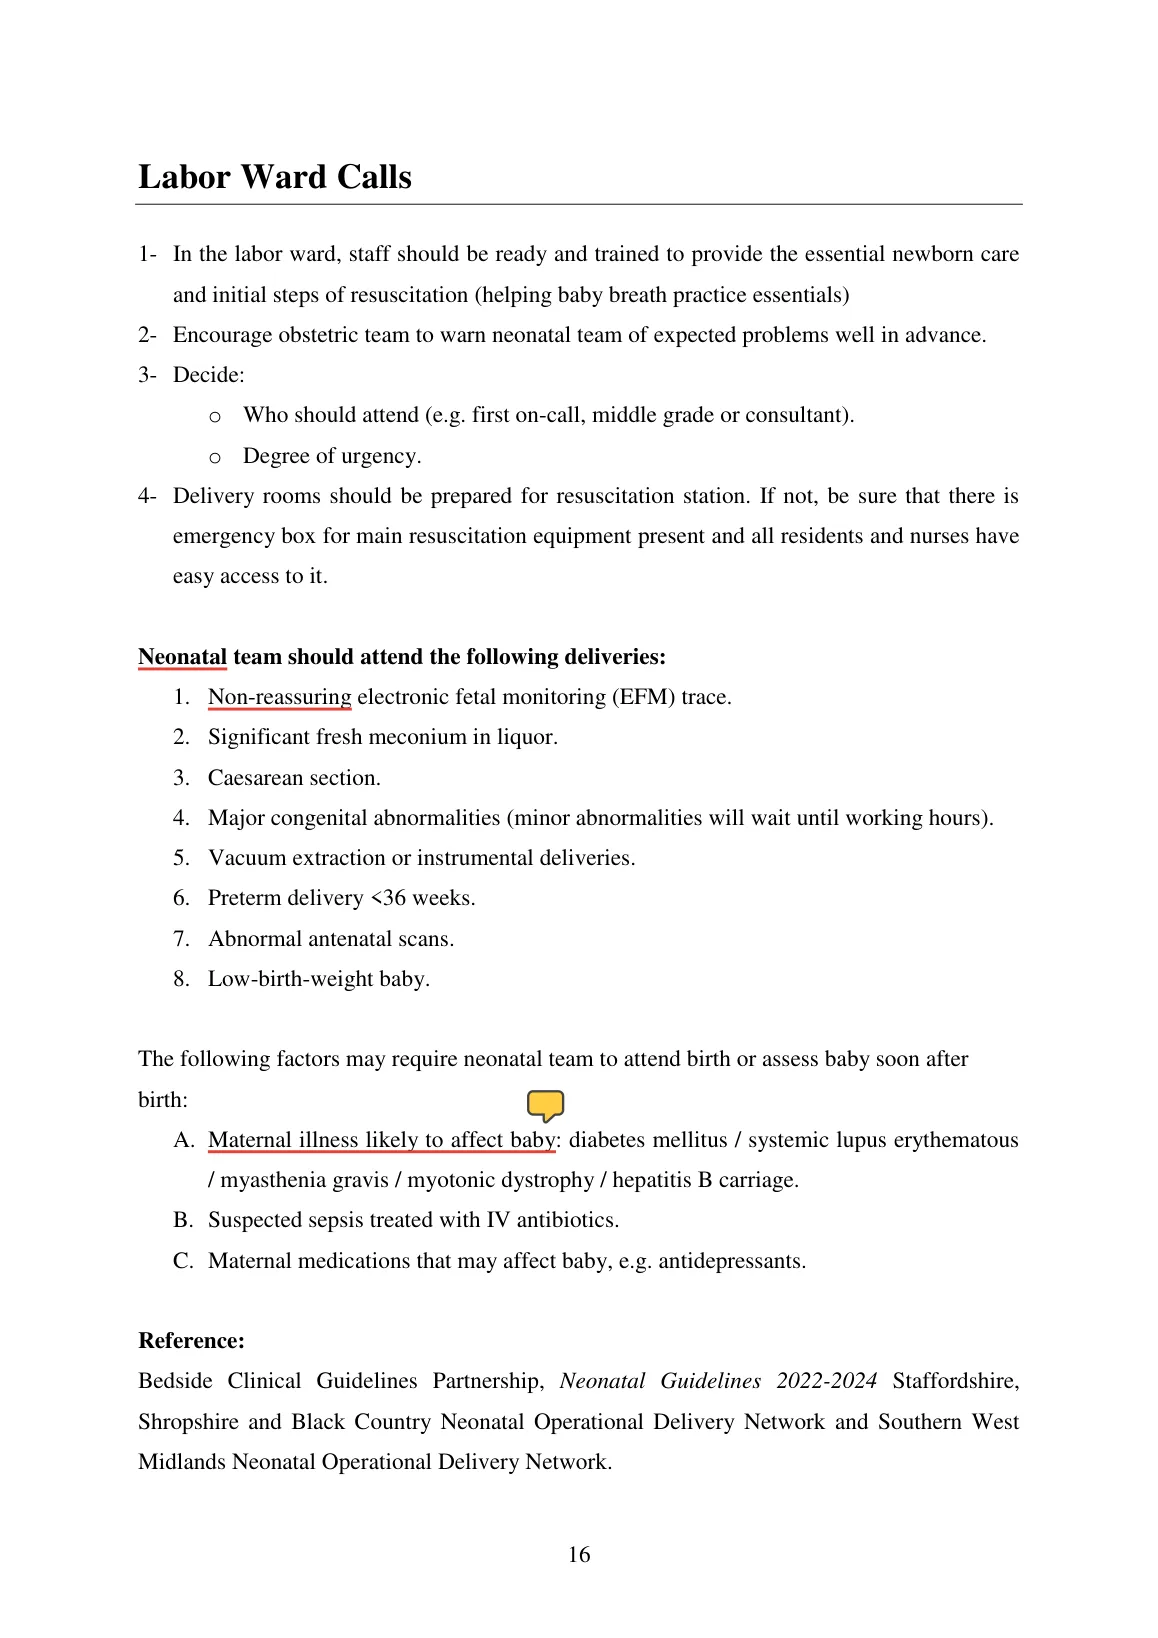 Labor Ward Calls
1- In the labor ward, staff should be ready and trained to provide the essential newborn care
and initial steps of resuscitation (helping baby breath practice essentials)
2- Encourage obstetric team to warn neonatal team of expected problems well in advance.
3- Decide:
o Who should attend (e.g. first on-call, middle grade or consultant).
o Degree of urgency.
4- Delivery rooms should be prepared for resuscitation station. If not, be sure that there is
emergency box for main resuscitation equipment present and all residents and nurses have
easy access to it.
Neonatal team should attend the following deliveries:
1. Non-reassuring electronic fetal monitoring (EFM) trace.
2. Significant fresh meconium in liquor.
3. Caesarean section.
4. Major congenital abnormalities (minor abnormalities will wait until working hours).
5. Vacuum extraction or instrumental deliveries.
6. Preterm delivery <36 weeks.
7. Abnormal antenatal scans.
8. Low-birth-weight baby.
The following factors may require neonatal team to attend birth or assess baby soon after
birth:
A. Maternal illness likely to affect baby: diabetes mellitus / systemic lupus erythematous
/ myasthenia gravis / myotonic dystrophy / hepatitis B carriage.
B. Suspected sepsis treated with IV antibiotics.
C. Maternal medications that may affect baby, e.g. antidepressants.
Reference:
Bedside Clinical Guidelines Partnership, Neonatal Guidelines 2022-2024 Staffordshire,
Shropshire and Black Country Neonatal Operational Delivery Network and Southern West
Midlands Neonatal Operational Delivery Network.
16